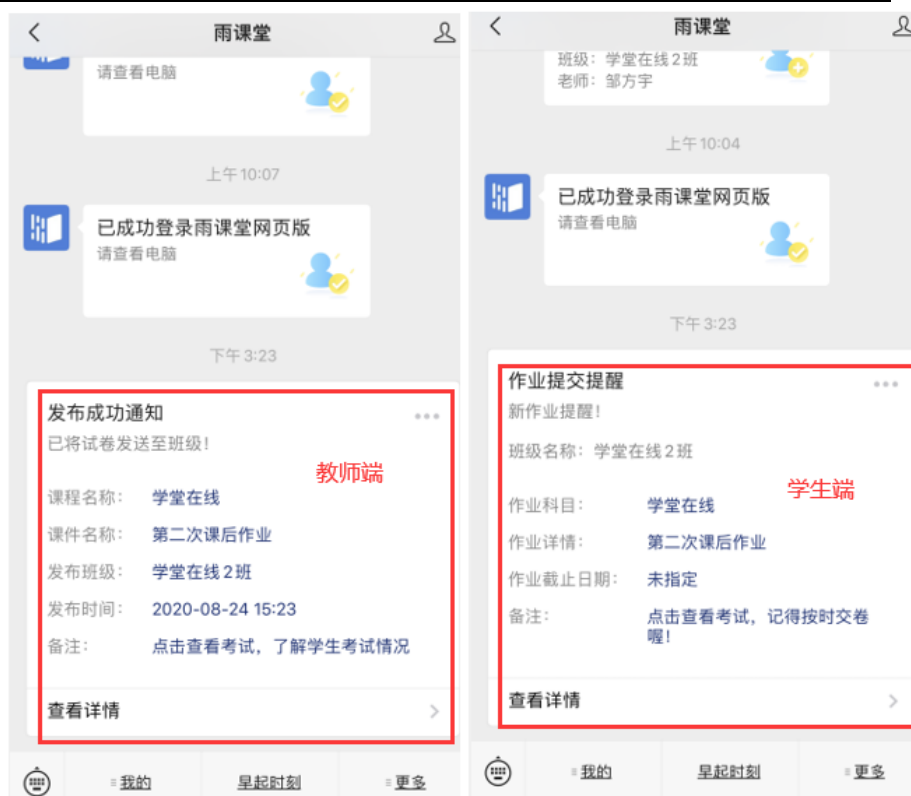 雨课堂
请查看电脑
上午 10:07
已成功登录雨课堂网页版
请查看电脑
下午 3:23
发布成功通知
已将试卷发送至班级!
教师端
课程名称: 学堂在线
课件名称: 第二次课后作业
发布班级: 学堂在线2班
发布时间: 2020-08-24 15:23
备注: 点击查看考试，了解学生考试情况
查看详情
我的 早起时刻 更多
雨课堂
班级: 学堂在线2班
老师: 邹方宇
上午 10:04
已成功登录雨课堂网页版
请查看电脑
下午 3:23
作业提交提醒
新作业提醒!
班级名称: 学堂在线2班
学生端
作业科目: 学堂在线
作业详情: 第二次课后作业
作业截止日期: 未指定
备注: 点击查看考试，记得按时交卷
喔!
查看详情
我的 早起时刻 更多